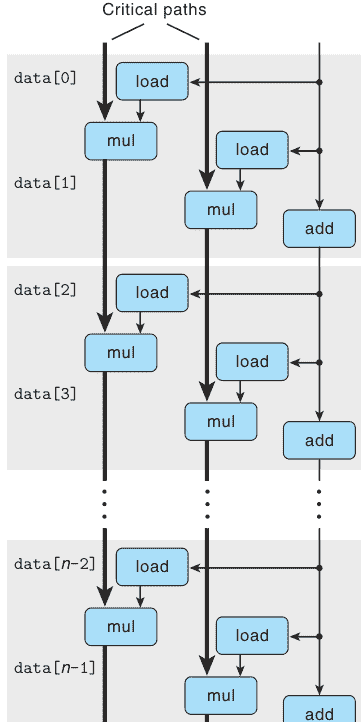 Critical paths
data[0]
load
load
mul
data[1]
mul
add
data[2]
load
mul
load
data[3]
mul
add
data[n-2]
load
mul
load
data[n-1]
mul
add